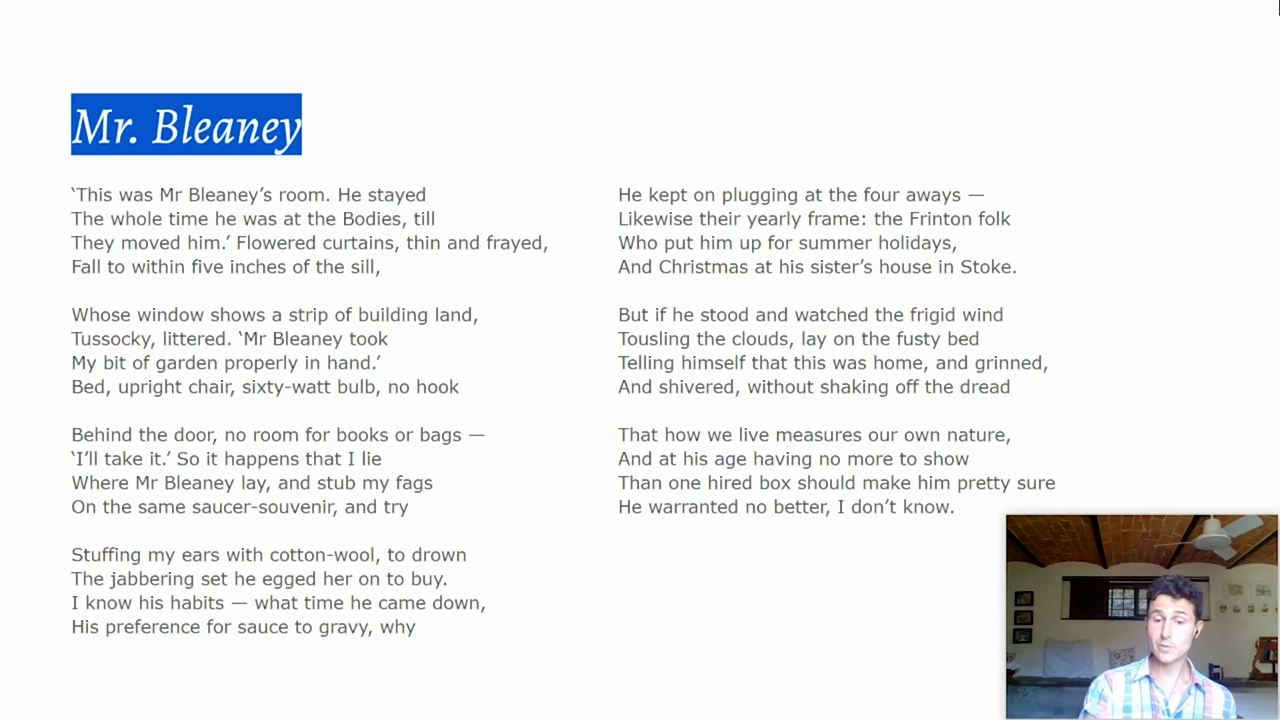 Mr. Bleaney
‘This was Mr Bleaney’s room. He stayed
The whole time he was at the Bodies, till
They moved him.’ Flowered curtains, thin and frayed,
Fall to within five inches of the sill,
Whose window shows a strip of building land,
Tussocky, littered. ‘Mr Bleaney took
My bit of garden properly in hand.’
Bed, upright chair, sixty-watt bulb, no hook
Behind the door, no room for books or bags —
‘I’ll take it.’ So it happens that I lie
Where Mr Bleaney lay, and stub my fags
On the same saucer-souvenir, and try
Stuffing my ears with cotton-wool, to drown
The jabbering set he egged her on to buy.
I know his habits — what time he came down,
His preference for sauce to gravy, why
He kept on plugging at the four aways —
Likewise their yearly frame: the Frinton folk
Who put him up for summer holidays,
And Christmas at his sister’s house in Stoke.
But if he stood and watched the frigid wind
Tousling the clouds, lay on the fusty bed
Telling himself that this was home, and grinned,
And shivered, without shaking off the dread
That how we live measures our own nature,
And at his age having no more to show
Than one hired box should make him pretty sure
He warranted no better, I don’t know.